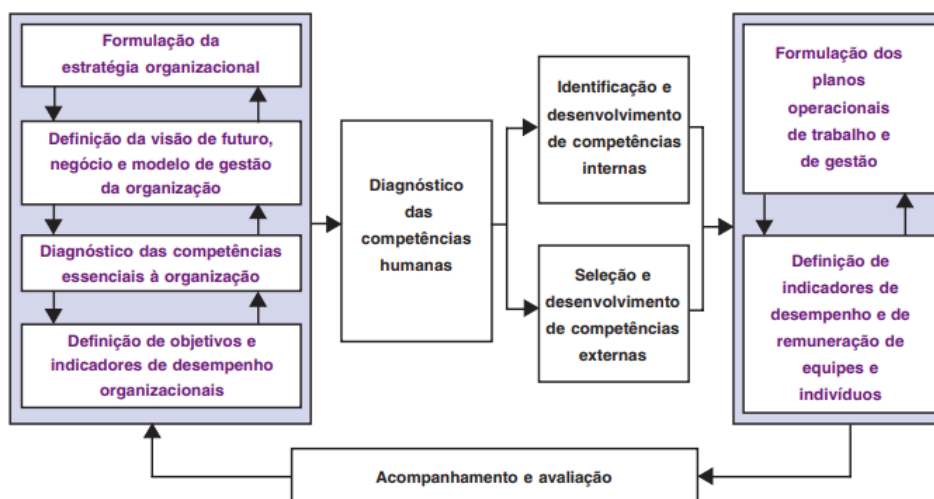 Formulação da
estratégia organizacional
Definição da visão de futuro,
negócio e modelo de gestão
da organização
Diagnóstico das competências
essenciais à organização
Definição de objetivos e
indicadores de desempenho
organizacionais
Diagnóstico
das
competências
humanas
Identificação e
desenvolvimento
de competências
internas
Seleção e
desenvolvimento
de competências
externas
Formulação dos
planos
operacionais
de trabalho e
de gestão
Definição de
indicadores de
desempenho e de
remuneração de
equipes e
indivíduos
Acompanhamento e avaliação